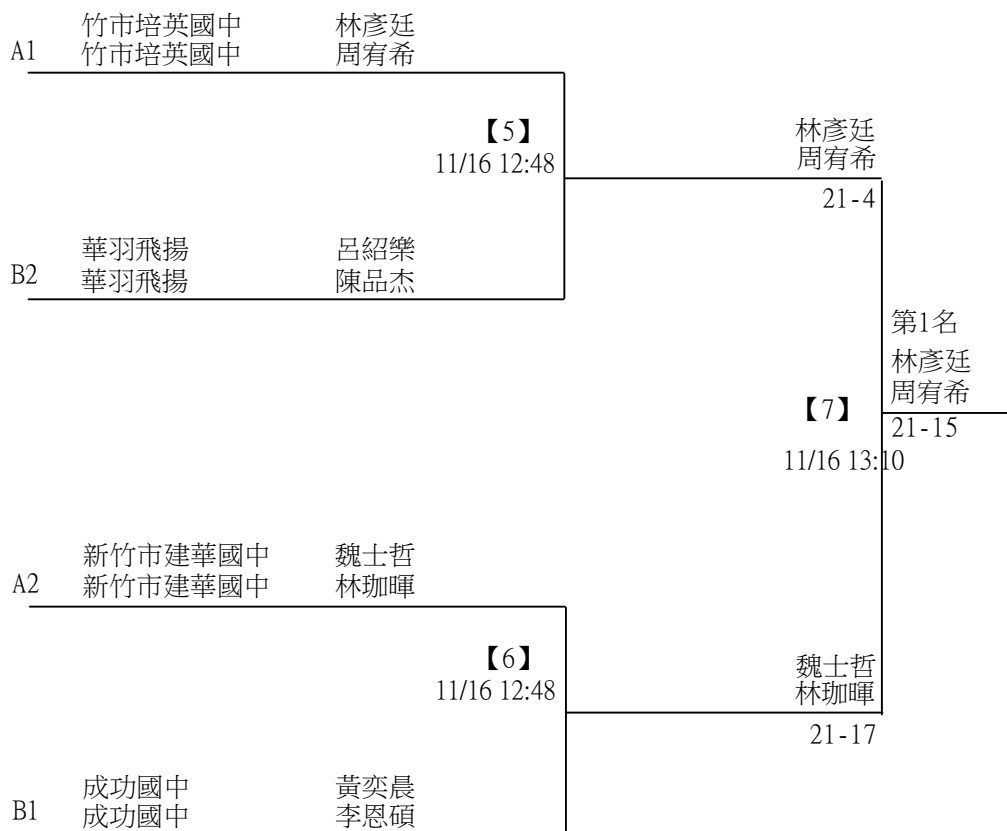 竹市培英國中 林彥廷
A1 竹市培英國中 周宥希
【5】
11/16 12:48
林彥廷
周宥希
21-4
華羽飛揚 呂紹樂
B2 華羽飛揚 陳品杰
第1名
林彥廷
周宥希
【7】
21-15
11/16 13:10
新竹市建華國中 魏士哲
A2 新竹市建華國中 林珈暉
【6】
11/16 12:48
魏士哲
林珈暉
21-17
成功國中 黃奕晨
B1 成功國中 李恩碩